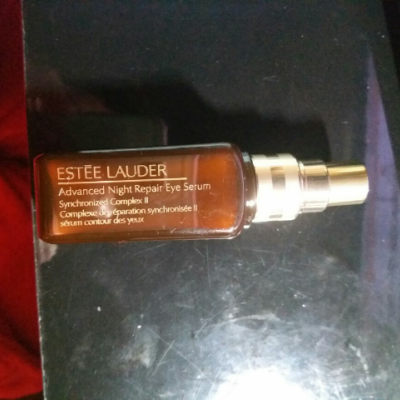 ESTĒE LAUDER
Advanced Night Repair Eye Serum
Synchronized Complex II
Complexe de réparation synchronisée II
sérum contour des yeux